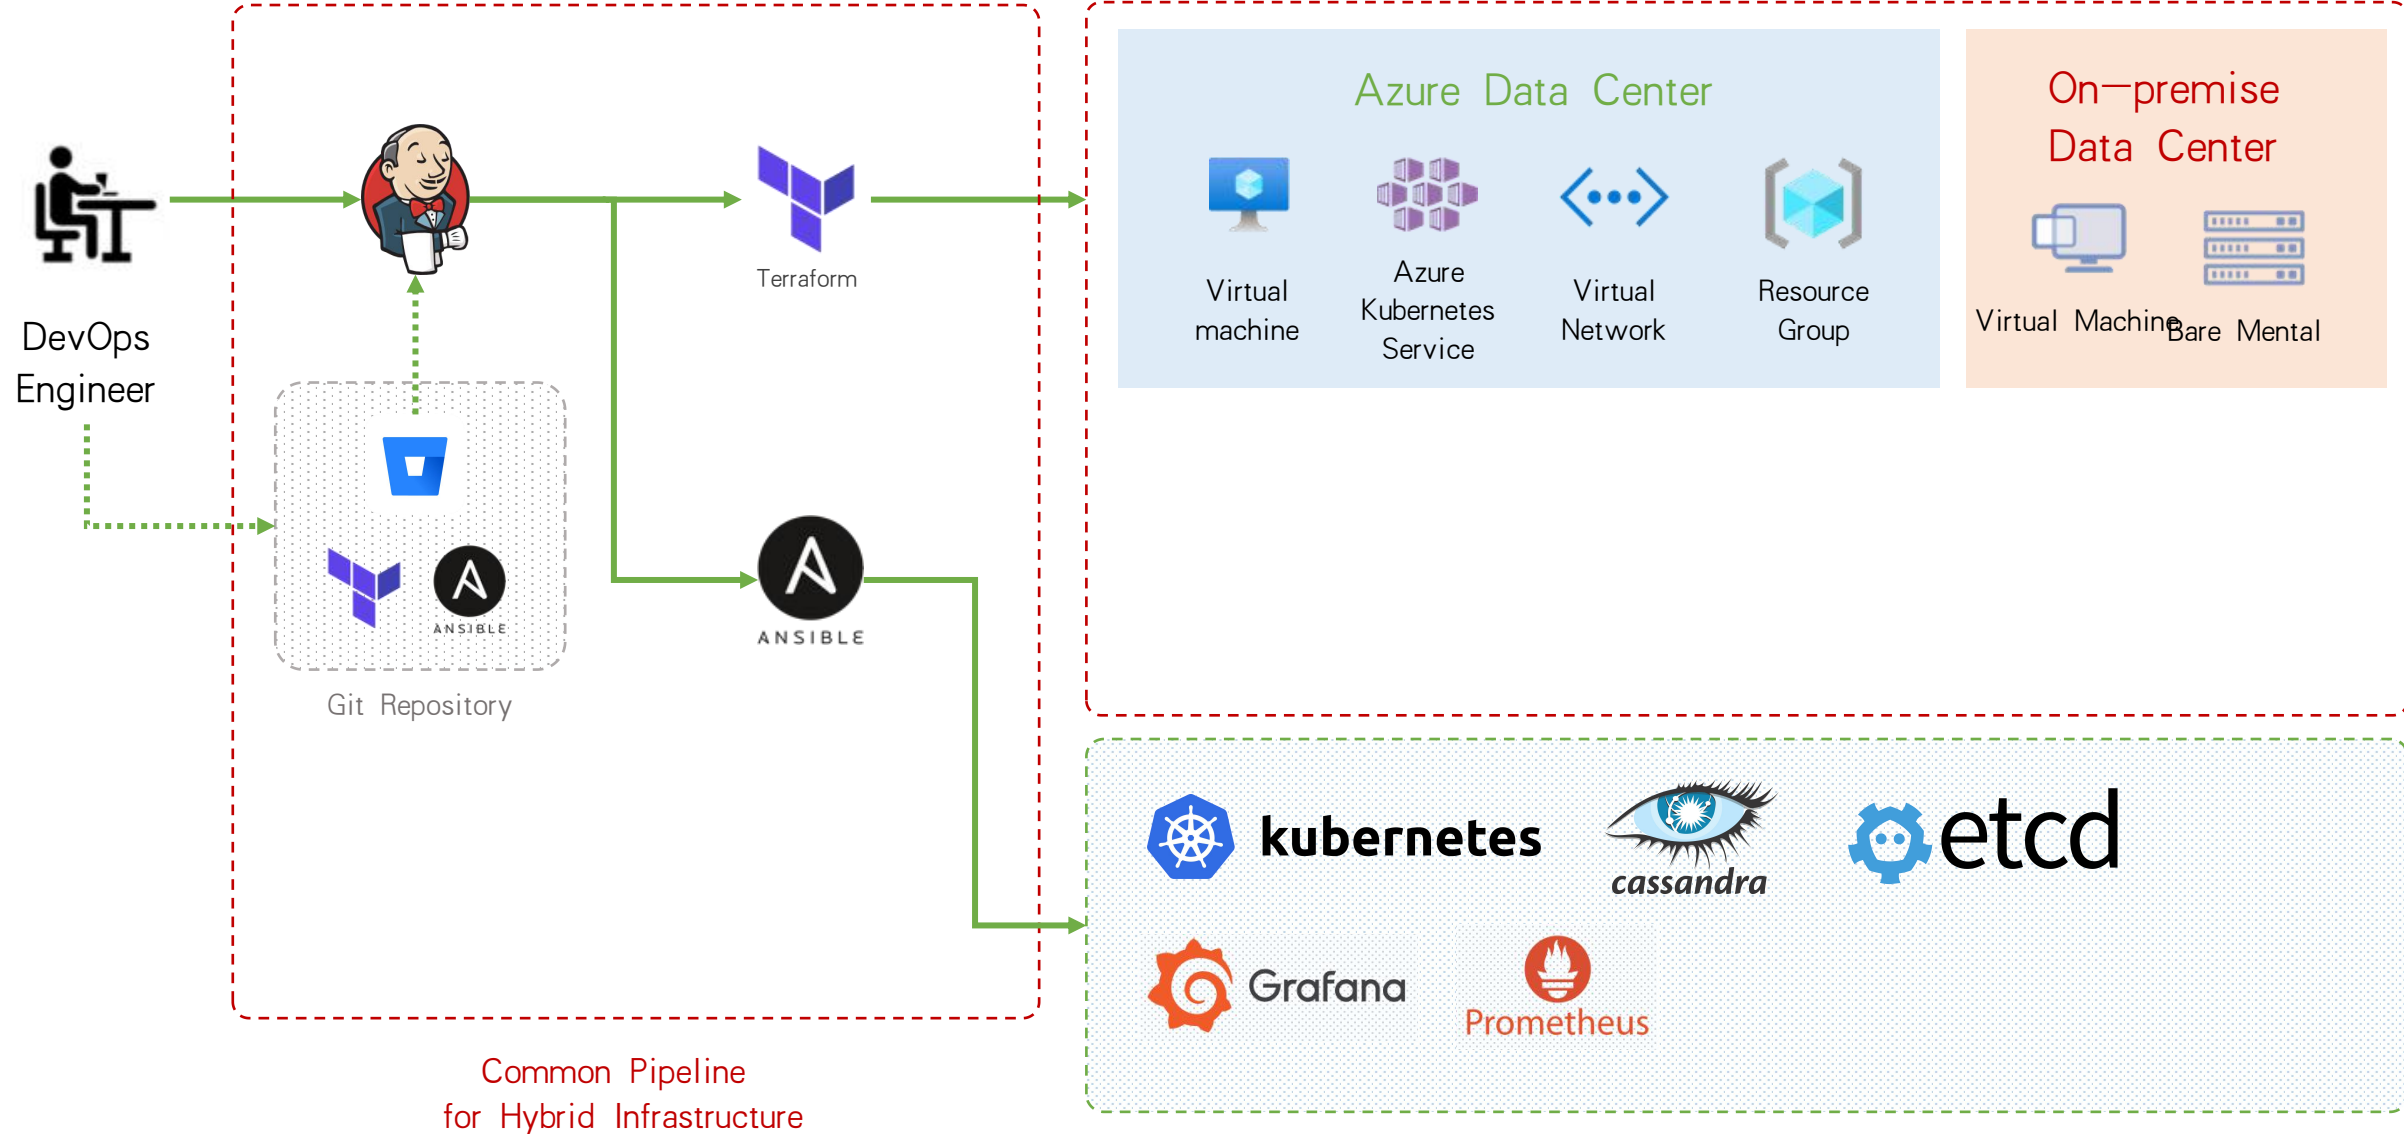 DevOps
Engineer
Terraform
ANSIBLE
Git Repository
ANSIBLE
Common Pipeline
for Hybrid Infrastructure
Azure Data Center
Virtual
machine
Azure
Kubernetes
Service
Virtual
Network
Resource
Group
On-premise
Data Center
Virtual Machine
Bare Mental
kubernetes
cassandra
etcd
Grafana
Prometheus